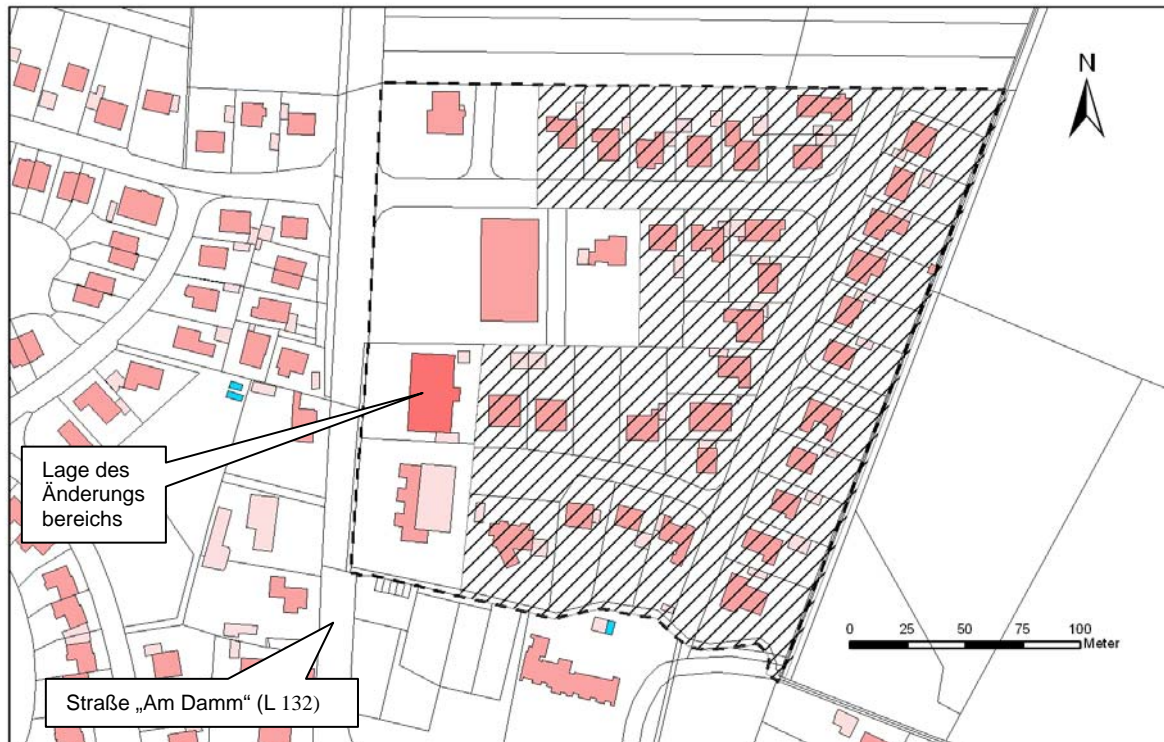 N
Lage des
Änderungs
bereichs
0 25 50 75 100
Meter
Straße „Am Damm“ (L 132)